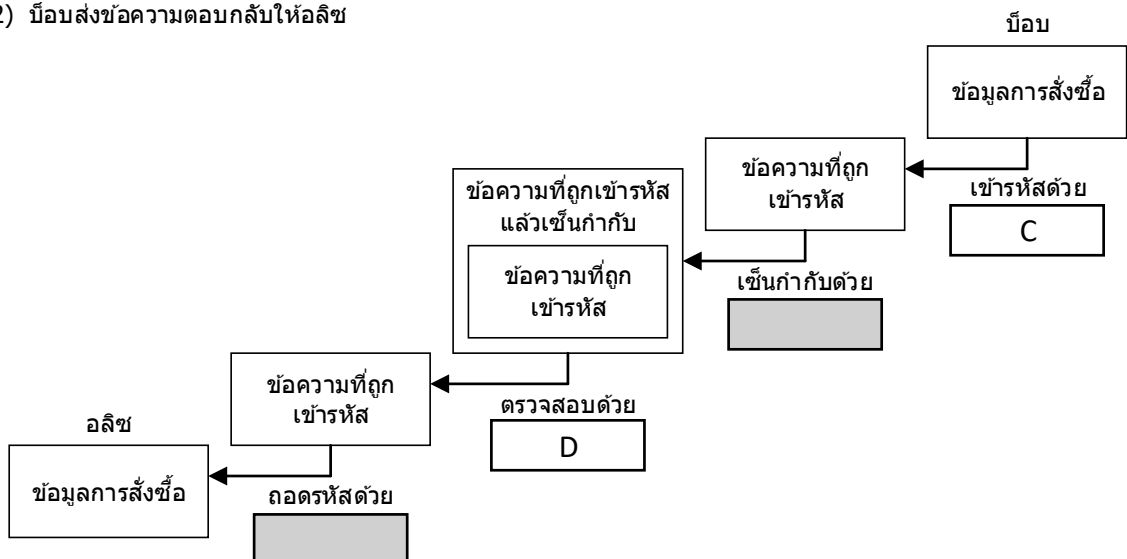 2) บ็อบส่งข้อความตอบกลับให้อลิซ
บ็อบ
ข้อมูลการสั่งซื้อ
เข้ารหัสด้วย
C
ข้อความที่ถูก
เข้ารหัส
เซ็นกำกับด้วย
ข้อความที่ถูกเข้ารหัส
แล้วเซ็นกำกับ
ข้อความที่ถูก
เข้ารหัส
ตรวจสอบด้วย
D
ข้อความที่ถูก
เข้ารหัส
ถอดรหัสด้วย
อลิซ
ข้อมูลการสั่งซื้อ